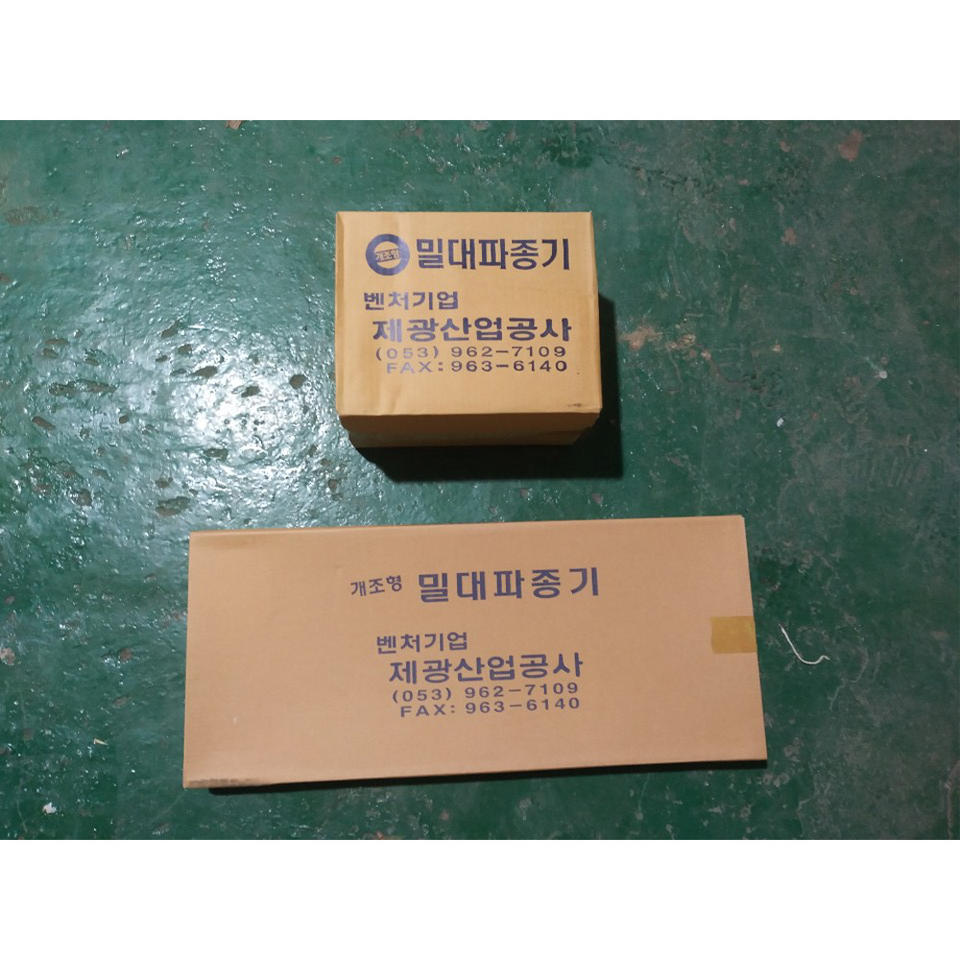 개조형 밀대파종기
벤처기업
제광산업공사
(053) 962-7109
FAX: 963-6140
개조형 밀대파종기
벤처기업
제광산업공사
(053) 962-7109
FAX: 963-6140